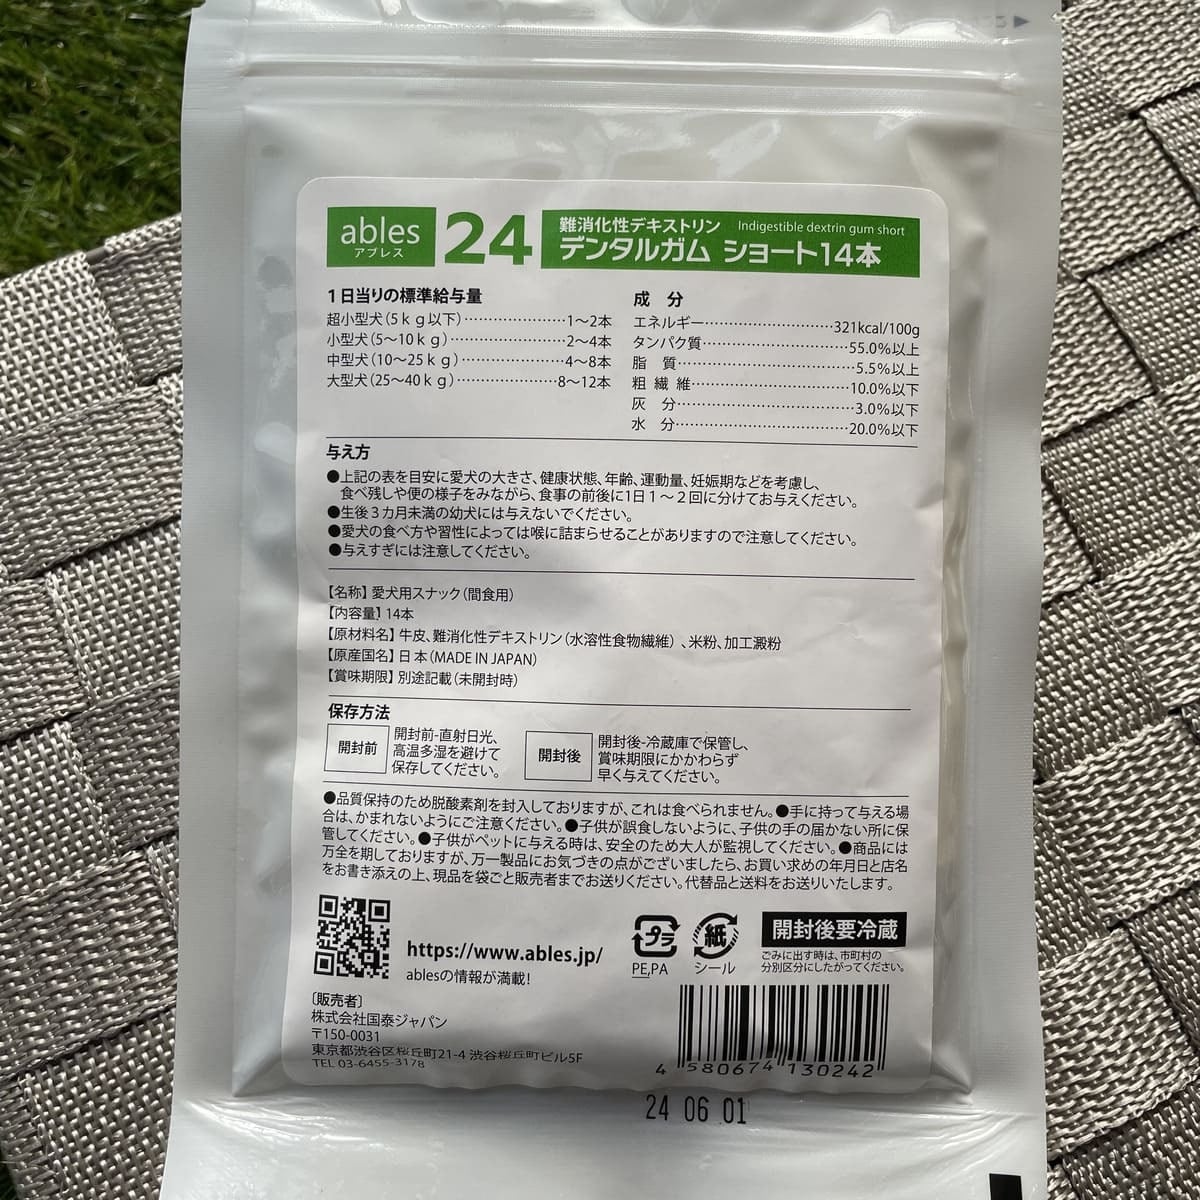 ables
アブレス
24
難消化性デキストリン Indigestible dextrin gum short
デンタルガム ショート14本
1日当りの標準給与量
超小型犬(5kg以下)…………………1〜2本
小型犬(5〜10kg)……………………2〜4本
中型犬(10〜25kg)…………………4〜8本
大型犬(25〜40kg)…………………8〜12本
成 分
エネルギー……………………321kcal/100g
タンパク質…………………………55.0%以上
脂 質………………………………5.5%以上
粗 繊 維……………………………10.0%以下
灰 分………………………………3.0%以下
水 分………………………………20.0%以下
与え方
●上記の表を目安に愛犬の大きさ、健康状態、年齢、運動量、妊娠期などを考慮し、
食べ残しや便の様子をみながら、食事の前後に1日1〜2回に分けてお与えください。
●生後3カ月未満の幼犬には与えないでください。
●愛犬の食べ方や習性によっては喉に詰まらせることがありますので注意してください。
●与えすぎには注意してください。
【名称】愛犬用スナック(間食用)
【内容量】14本
【原材料名】牛皮、難消化性デキストリン(水溶性食物繊維)、米粉、加工澱粉
【原産国名】日本(MADE IN JAPAN)
【賞味期限】別途記載(未開封時)
保存方法
開封前
開封前-直射日光、
高温多湿を避けて
保存してください。
開封後
開封後-冷蔵庫で保管し、
賞味期限にかかわらず
早く与えてください。
●品質保持のため脱酸素剤を封入しておりますが、これは食べられません。●手に持って与える場
合は、かまれないようにご注意ください。●子供が誤食しないように、子供の手の届かない所に保
管してください。●子供がペットに与える時は、安全のため大人が監視してください。●商品には
万全を期しておりますが、万一製品にお気づきの点がございましたら、お買い求めの年月日と店名
をお書き添えの上、現品を袋ごと販売者までお送りください。代替品と送料をお送りいたします。
https://www.ables.jp/
ablesの情報が満載!
プラ
PE,PA
紙
シール
開封後要冷蔵
ごみに出す時は、市町村の
分別区分にしたがってください。
〔販売者〕
株式会社国泰ジャパン
〒150-0031
東京都渋谷区桜丘町21-4 渋谷桜丘町ビル5F
TEL 03-6455-3178
4 580674 130242
24 06 01